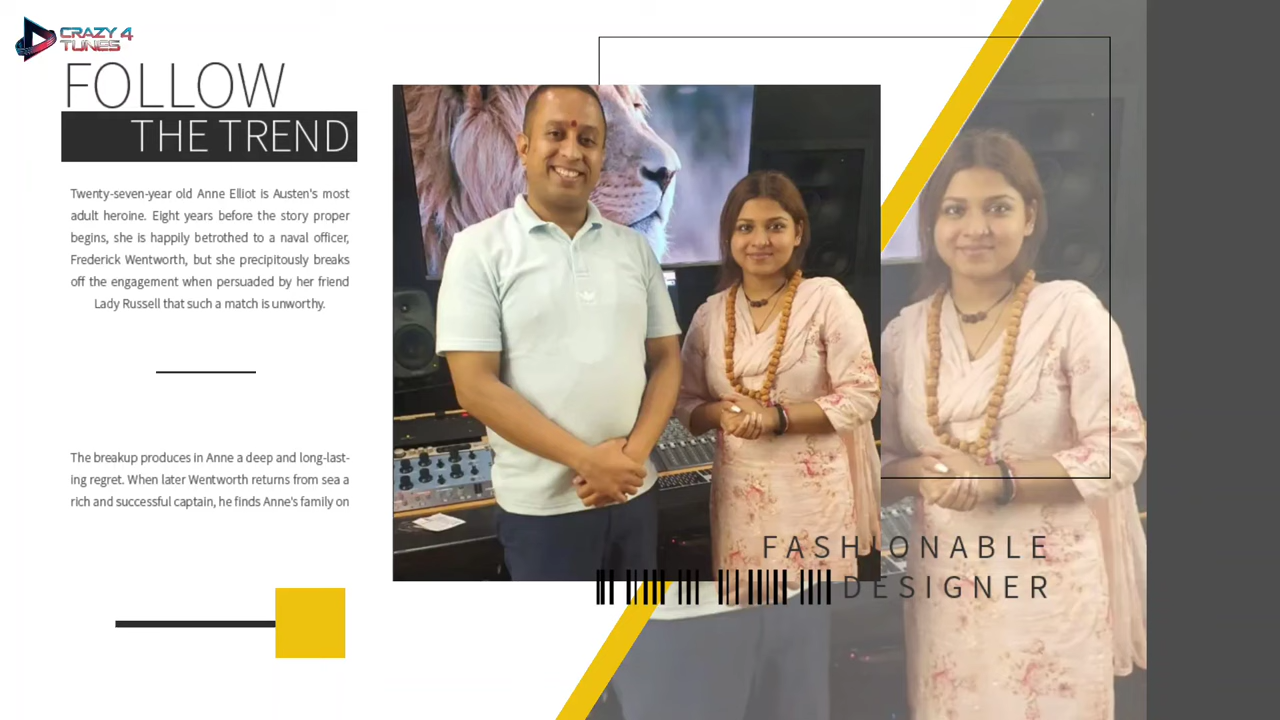 CRAZY 4
TUNES
FOLLOW
THE TREND
Twenty-seven-year old Anne Elliot is Austen's most
adult heroine. Eight years before the story proper
begins, she is happily betrothed to a naval officer,
Frederick Wentworth, but she precipitously breaks
off the engagement when persuaded by her friend
Lady Russell that such a match is unworthy.
The breakup produces in Anne a deep and long-last-
ing regret. When later Wentworth returns from sea a
rich and successful captain, he finds Anne's family on
FASHIONABLE
DESIGNER